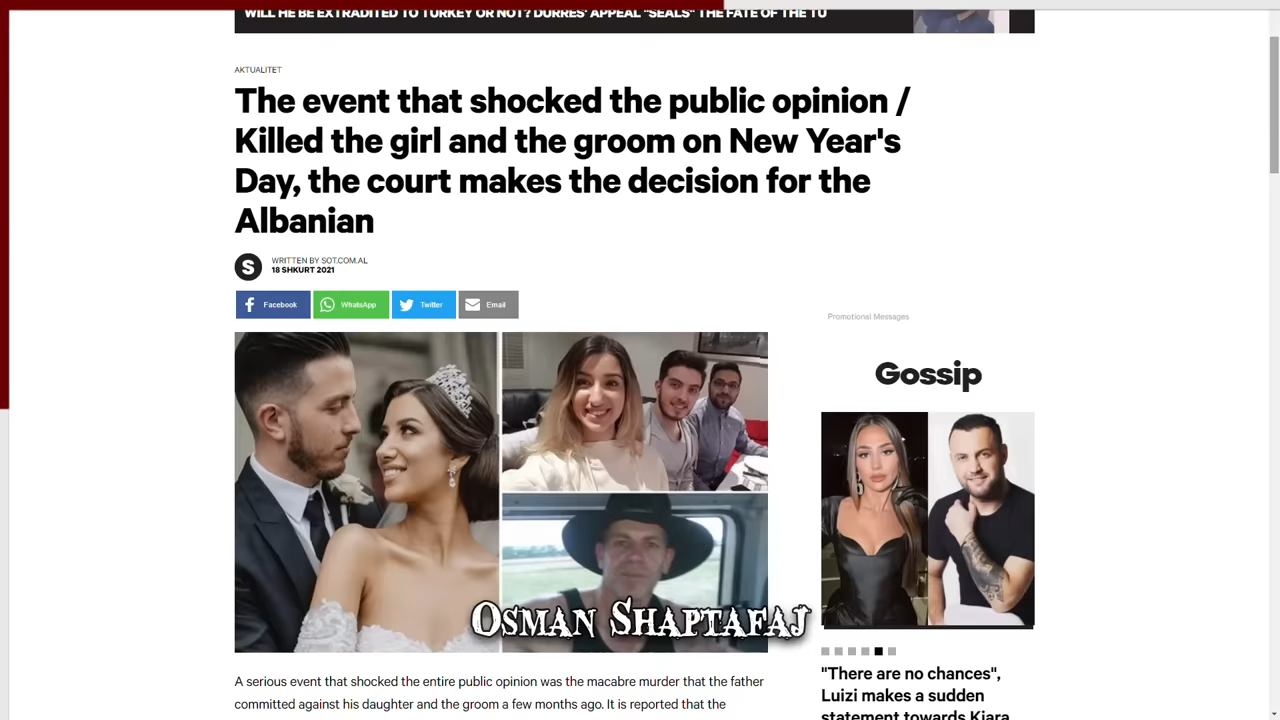 WILL HE BE EXTRADITED TO TURKEY OR NOT? DURRES' APPEAL "SEALS" THE FATE OF THE TU
AKTUALITET
The event that shocked the public opinion /
Killed the girl and the groom on New Year's
Day, the court makes the decision for the
Albanian
S
WRITTEN BY SOT.COM.AL
18 SHKURT 2021
Facebook
WhatsApp
Twitter
Email
Promotional Messages
Gossip
OSMAN SHAPTAFAJ
A serious event that shocked the entire public opinion was the macabre murder that the father
committed against his daughter and the groom a few months ago. It is reported that the
"There are no chances",
Luizi makes a sudden
statement towards Kiara